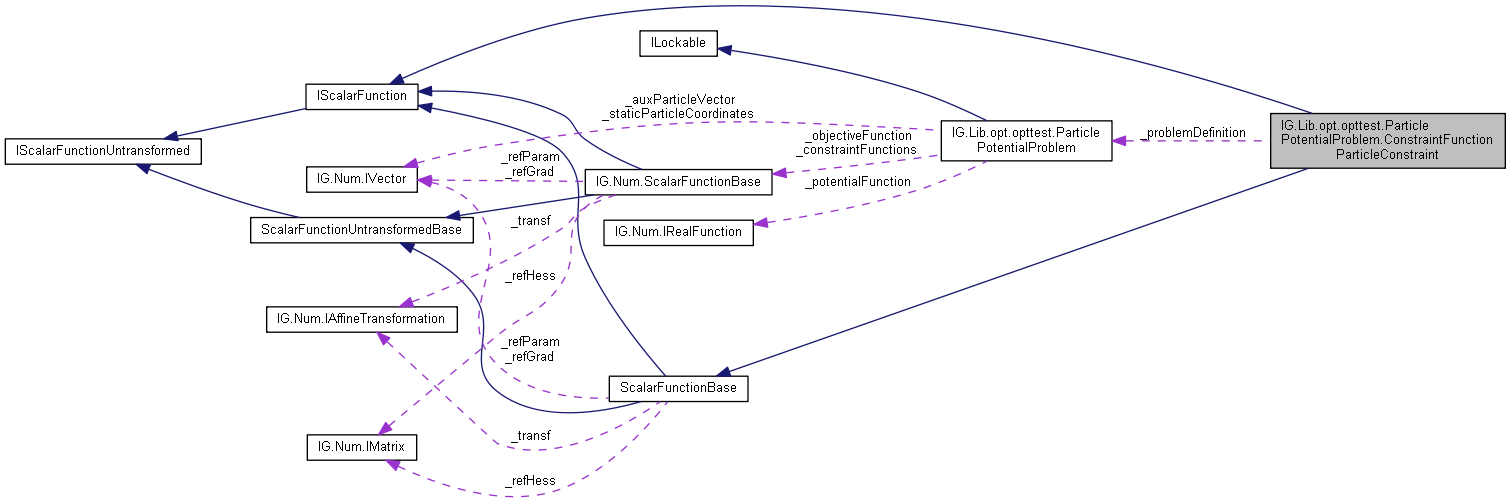 ILockable
IScalarFunction
_auxParticleVector
_staticParticleCoordinates
IG.Lib.opt.opttest.Particle
PotentialProblem
_problemDefinition
IG.Lib.opt.opttest.Particle
PotentialProblem.ConstraintFunction
ParticleConstraint
_objectiveFunction
_constraintFunctions
IScalarFunctionUntransformed
_refParam
_refGrad
IG.Num.IVector
IG.Num.ScalarFunctionBase
_potentialFunction
ScalarFunctionUntransformedBase
_transf
IG.Num.IRealFunction
_refHess
IG.Num.IAffineTransformation
_refParam
_refGrad
ScalarFunctionBase
_transf
IG.Num.IMatrix
_refHess